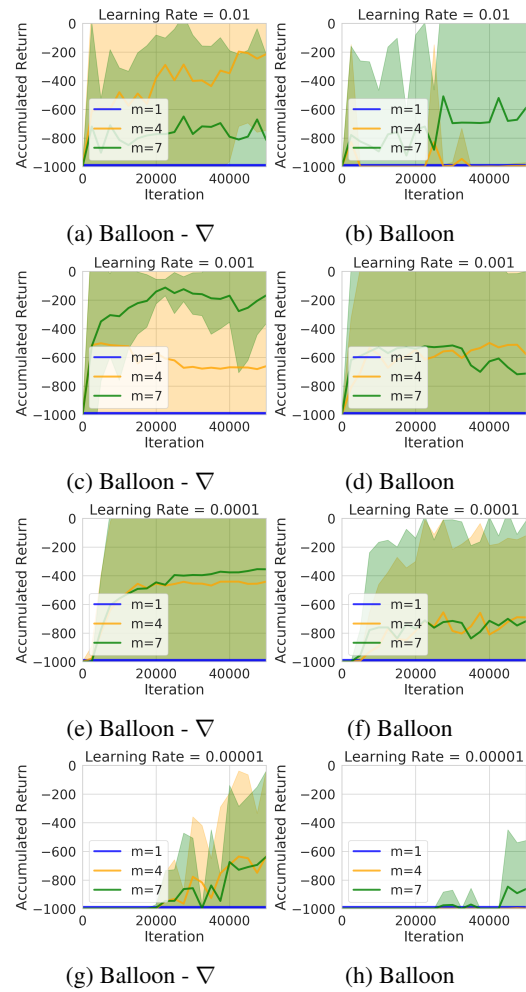 Learning Rate = 0.01
Accumulated Return
0
−200
−400
−600
−800
−1000
m=1
m=4
m=7
0 20000 40000
Iteration
(a) Balloon - ∇
Learning Rate = 0.01
Accumulated Return
0
−200
−400
−600
−800
−1000
m=1
m=4
m=7
0 20000 40000
Iteration
(b) Balloon
Learning Rate = 0.001
Accumulated Return
0
−200
−400
−600
−800
−1000
m=1
m=4
m=7
0 20000 40000
Iteration
(c) Balloon - ∇
Learning Rate = 0.001
Accumulated Return
0
−200
−400
−600
−800
−1000
m=1
m=4
m=7
0 20000 40000
Iteration
(d) Balloon
Learning Rate = 0.0001
Accumulated Return
0
−200
−400
−600
−800
−1000
m=1
m=4
m=7
0 20000 40000
Iteration
(e) Balloon - ∇
Learning Rate = 0.0001
Accumulated Return
0
−200
−400
−600
−800
−1000
m=1
m=4
m=7
0 20000 40000
Iteration
(f) Balloon
Learning Rate = 0.00001
Accumulated Return
0
−200
−400
−600
−800
−1000
m=1
m=4
m=7
0 20000 40000
Iteration
(g) Balloon - ∇
Learning Rate = 0.00001
Accumulated Return
0
−200
−400
−600
−800
−1000
m=1
m=4
m=7
0 20000 40000
Iteration
(h) Balloon